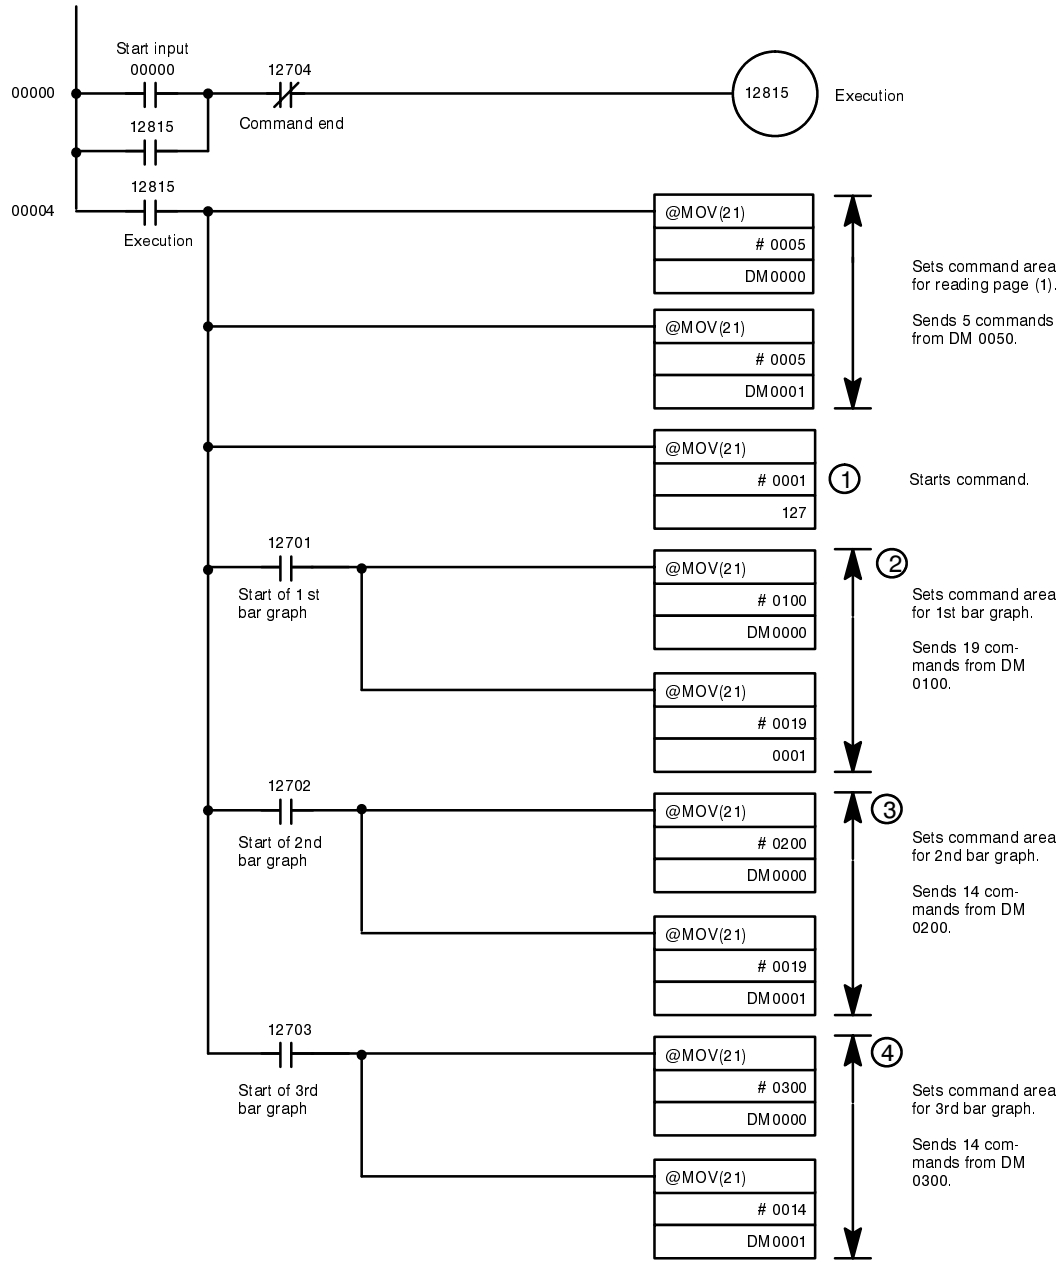 Start input
00000
12704
00000
12815
Execution
Command end
12815
12815
00004
Execution
@MOV(21)
# 0005
DM0000
Sets command area
for reading page (1).
Sends 5 commands
from DM 0050.
@MOV(21)
# 0005
DM0001
@MOV(21)
# 0001
127
1
Starts command.
12701
Start of 1 st
bar graph
@MOV(21)
# 0100
DM0000
2
Sets command area
for 1st bar graph.
Sends 19 com-
mands from DM
0100.
@MOV(21)
# 0019
0001
12702
Start of 2nd
bar graph
@MOV(21)
# 0200
DM0000
3
Sets command area
for 2nd bar graph.
Sends 14 com-
mands from DM
0200.
@MOV(21)
# 0019
DM0001
12703
Start of 3rd
bar graph
@MOV(21)
# 0300
DM0000
4
Sets command area
for 3rd bar graph.
Sends 14 com-
mands from DM
0300.
@MOV(21)
# 0014
DM0001